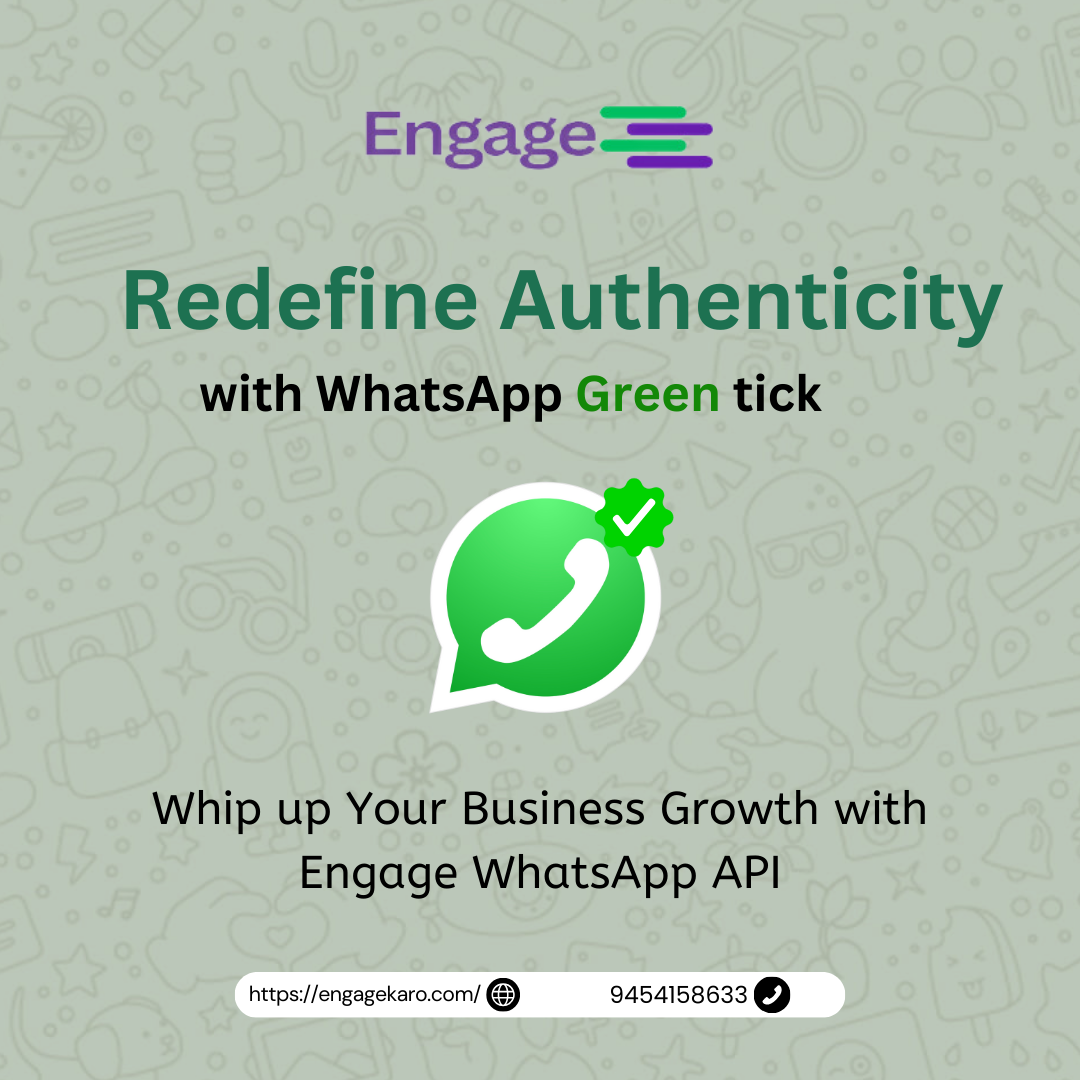 Engage
Redefine Authenticity
with WhatsApp Green tick
Whip up Your Business Growth with
Engage WhatsApp API
https://engagekaro.com/ 9454158633